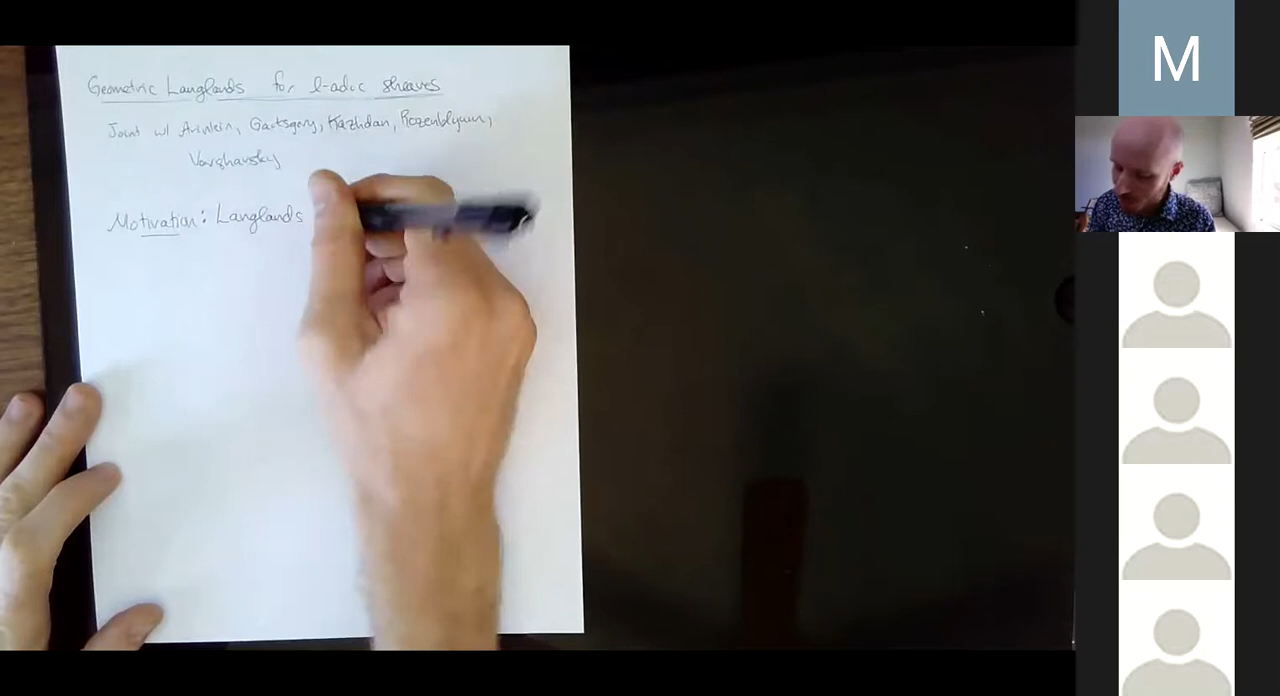 Geometric Langlands for l-adic sheaves
Joint w/ Arinkin, Gaitsgory, Kazhdan, Rozenblyum,
Varshavsky
Motivation: Langlands
M